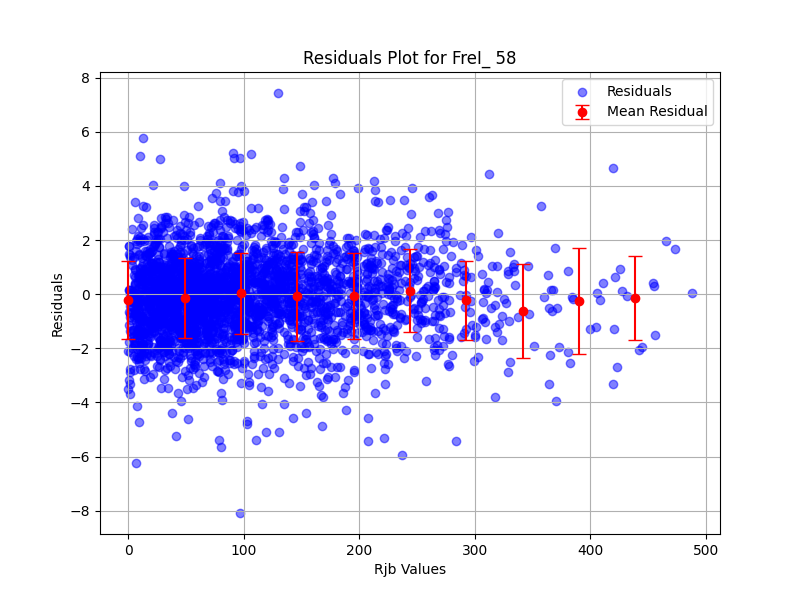 Residuals Plot for FreI_ 58
Residuals
Mean Residual
8
6
4
2
0
−2
−4
−6
−8
Residuals
0 100 200 300 400 500
Rjb Values